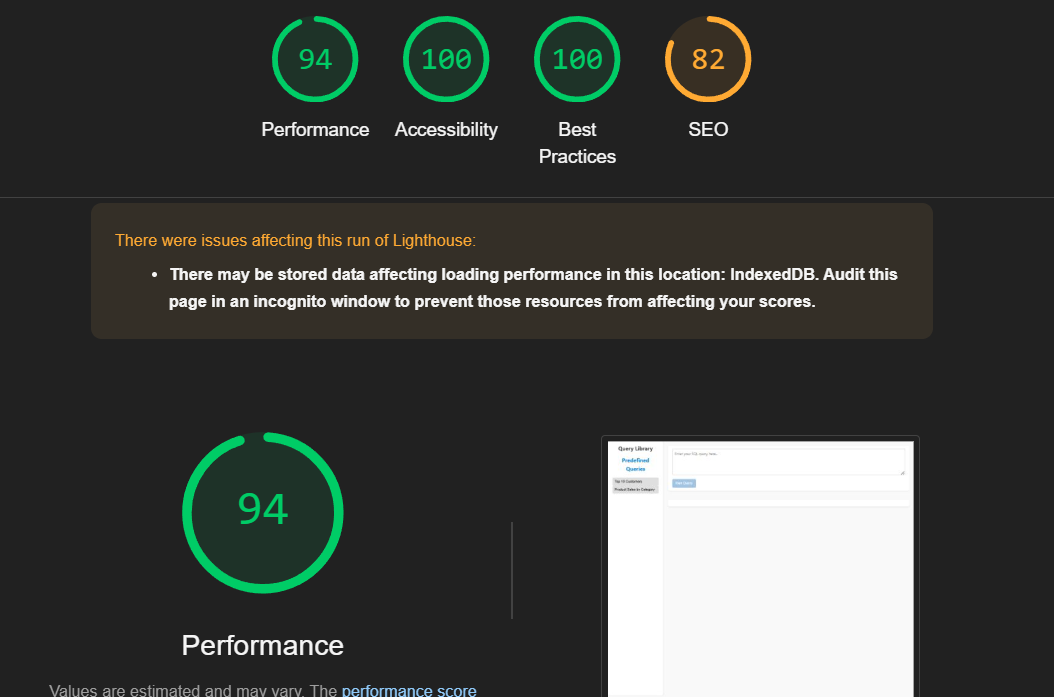 94
100
100
82
Performance
Accessibility
Best
Practices
SEO
There were issues affecting this run of Lighthouse:
• There may be stored data affecting loading performance in this location: IndexedDB. Audit this
page in an incognito window to prevent those resources from affecting your scores.
94
Performance
Values are estimated and may vary. The performance score
Query Library
Predefined
Queries
Top 10 Customers
Product Sales by Category
Enter your SQL query here...